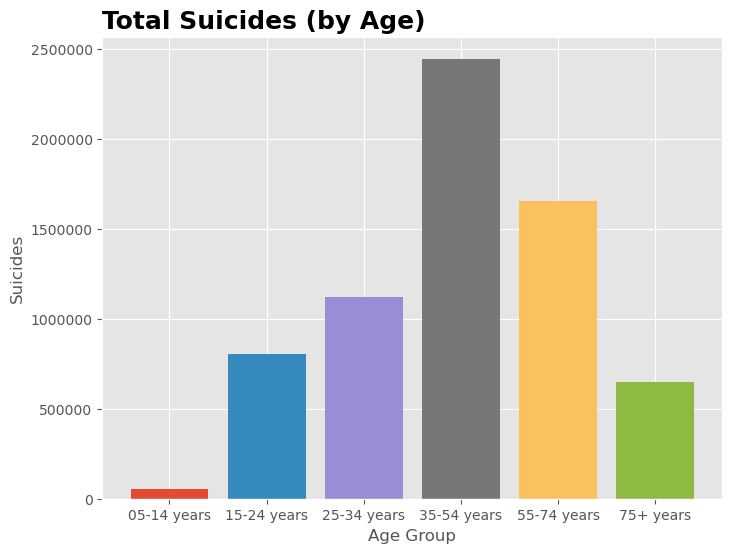 Total Suicides (by Age)
2500000
2000000
1500000
1000000
500000
0
Suicides
05-14 years 15-24 years 25-34 years 35-54 years 55-74 years 75+ years
Age Group